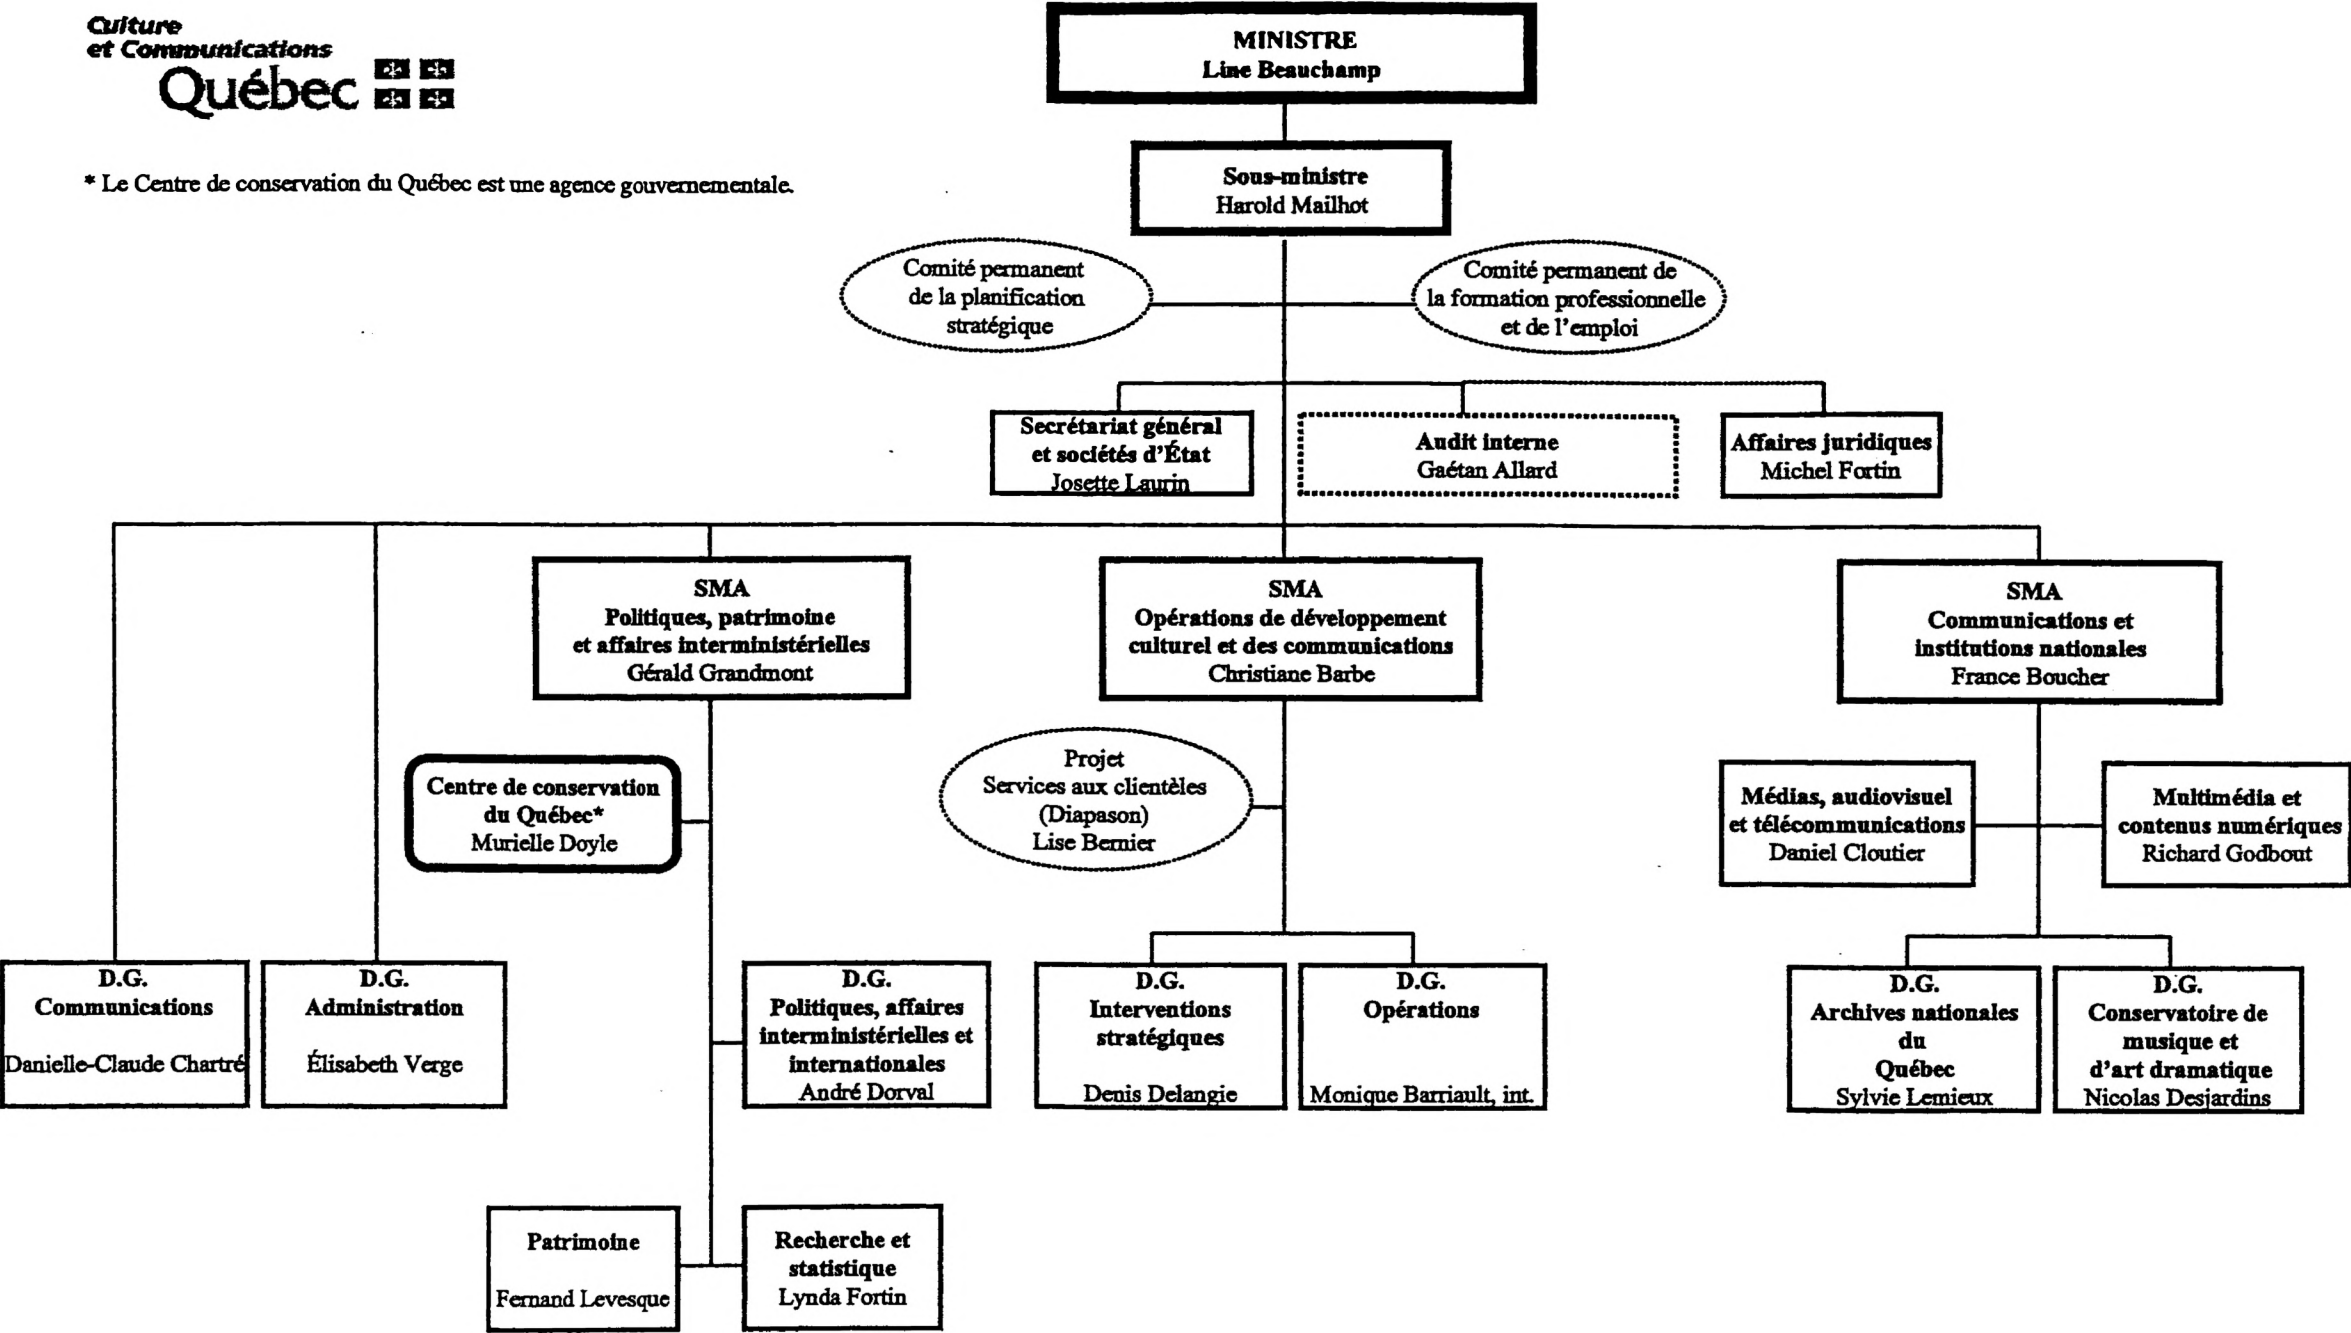 Culture
et Communications
Québec
* Le Centre de conservation du Québec est une agence gouvernementale.
MINISTRE
Line Beauchamp
Sous-ministre
Harold Mailhot
Comité permanent
de la planification
stratégique
Comité permanent de
la formation professionnelle
et de l'emploi
Secrétariat général
et sociétés d'État
Josette Laurin
Audit interne
Gaétan Allard
Affaires juridiques
Michel Fortin
SMA
Politiques, patrimoine
et affaires interministérielles
Gérald Grandmont
SMA
Opérations de développement
culturel et des communications
Christiane Barbe
SMA
Communications et
institutions nationales
France Boucher
Centre de conservation
du Québec*
Murielle Doyle
Projet
Services aux clientèles
(Diapason)
Lise Bernier
Médias, audiovisuel
et télécommunications
Daniel Cloutier
Multimédia et
contenus numériques
Richard Godbout
D.G.
Communications
Danielle-Claude Chartré
D.G.
Administration
Élisabeth Verge
D.G.
Politiques, affaires
interministérielles et
internationales
André Dorval
D.G.
Interventions
stratégiques
Denis Delangie
D.G.
Opérations
Monique Barriault, int.
D.G.
Archives nationales
du
Québec
Sylvie Lemieux
D.G.
Conservatoire de
musique et
d'art dramatique
Nicolas Desjardins
Patrimoine
Fernand Levesque
Recherche et
statistique
Lynda Fortin